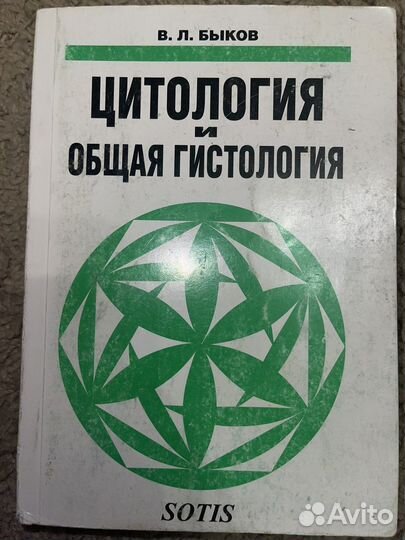 В. Л. БЫКОВ
ЦИТОЛОГИЯ
и
ОБЩАЯ ГИСТОЛОГИЯ
SOTIS
Avito